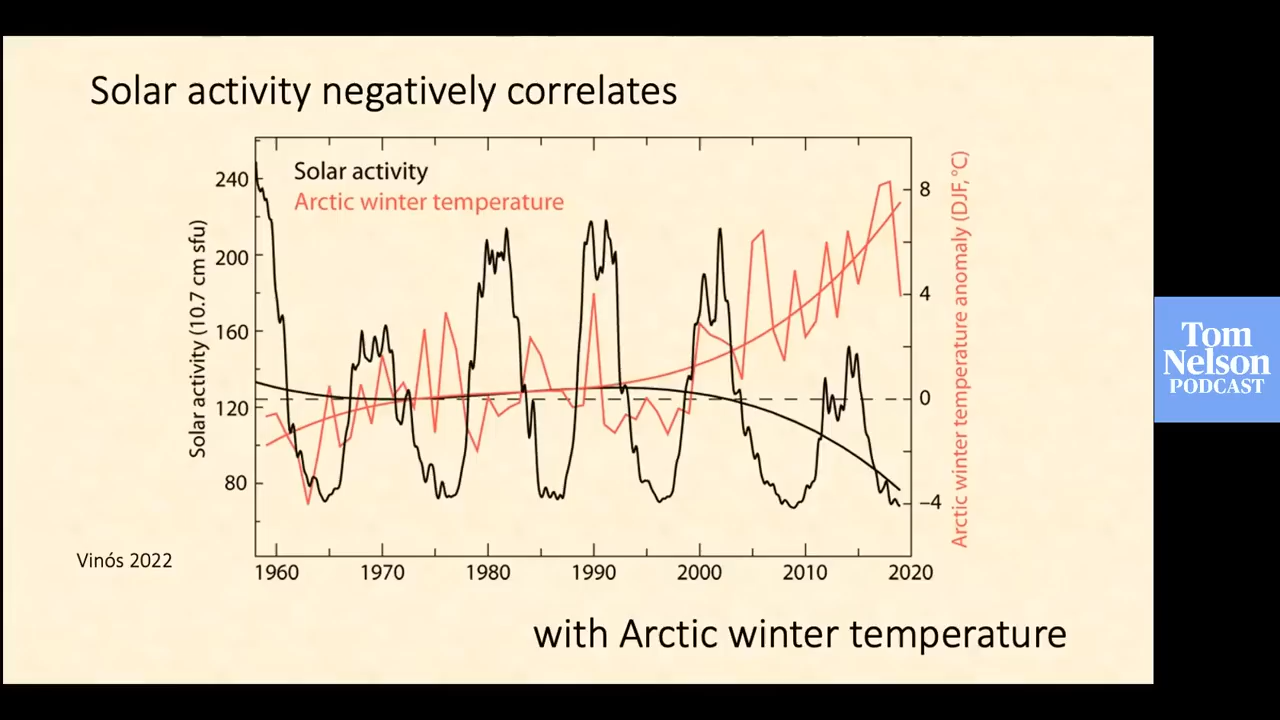 Solar activity negatively correlates
Solar activity
Arctic winter temperature
Solar activity (10.7 cm sfu)
240
200
160
120
80
8
4
0
−4
Arctic winter temperature anomaly (DJF, °C)
1960 1970 1980 1990 2000 2010 2020
Vinós 2022
with Arctic winter temperature
Tom
Nelson
PODCAST